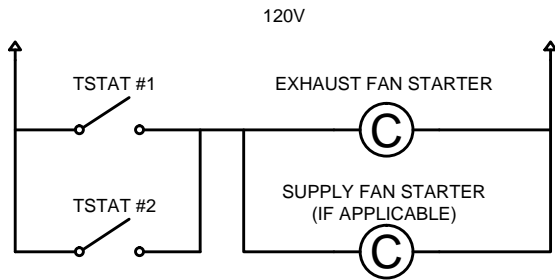 120V
TSTAT #1
EXHAUST FAN STARTER
C
TSTAT #2
SUPPLY FAN STARTER
(IF APPLICABLE)
C